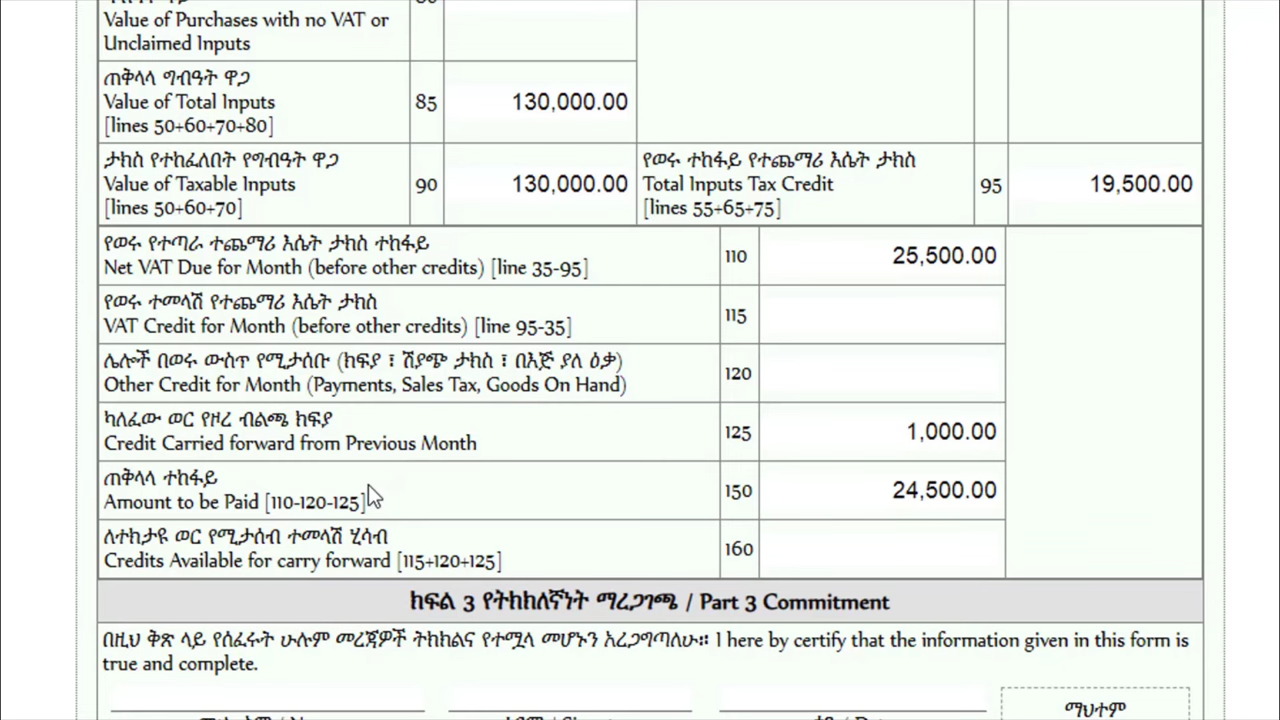 Value of Purchases with no VAT or
Unclaimed Inputs
ጠቅላላ ግብዓት ዋጋ
Value of Total Inputs
[lines 50+60+70+80]
85
130,000.00
ታክስ የተከፈለበት የግብዓት ዋጋ
Value of Taxable Inputs
[lines 50+60+70]
90
130,000.00
የወሩ ተከፋይ የተጨማሪ እሴት ታክስ
Total Inputs Tax Credit
[lines 55+65+75]
95
19,500.00
የወሩ የተጣራ ተጨማሪ እሴት ታክስ ተከፋይ
Net VAT Due for Month (before other credits) [line 35-95]
110
25,500.00
የወሩ ተመላሽ የተጨማሪ እሴት ታክስ
VAT Credit for Month (before other credits) [line 95-35]
115
ሌሎች በወሩ ውስጥ የሚታሰቡ (ክፍያ ፣ ሽያጭ ታክስ ፣ በእጅ ያለ ዕቃ)
Other Credit for Month (Payments, Sales Tax, Goods On Hand)
120
ካለፈው ወር የዞረ ብልጫ ክፍያ
Credit Carried forward from Previous Month
125
1,000.00
ጠቅላላ ተከፋይ
Amount to be Paid [110-120-125]
150
24,500.00
ለተከታዩ ወር የሚታሰብ ተመላሽ ሂሳብ
Credits Available for carry forward [115+120+125]
160
ክፍል 3 የትክክለኛነት ማረጋገጫ / Part 3 Commitment
በዚህ ቅጽ ላይ የሰፈሩት ሁሉም መረጃዎች ትክክልና የተሟላ መሆኑን አረጋግጣለሁ። I here by certify that the information given in this form is
true and complete.
ማህተም